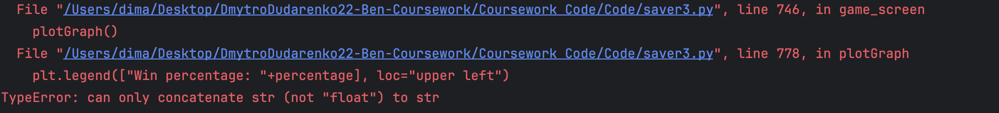 File "/Users/dima/Desktop/DmytroDudarenko22-Ben-Coursework/Coursework Code/Code/saver3.py", line 746, in game_screen
plotGraph()
File "/Users/dima/Desktop/DmytroDudarenko22-Ben-Coursework/Coursework Code/Code/saver3.py", line 778, in plotGraph
plt.legend(["Win percentage: "+percentage], loc="upper left")
TypeError: can only concatenate str (not "float") to str